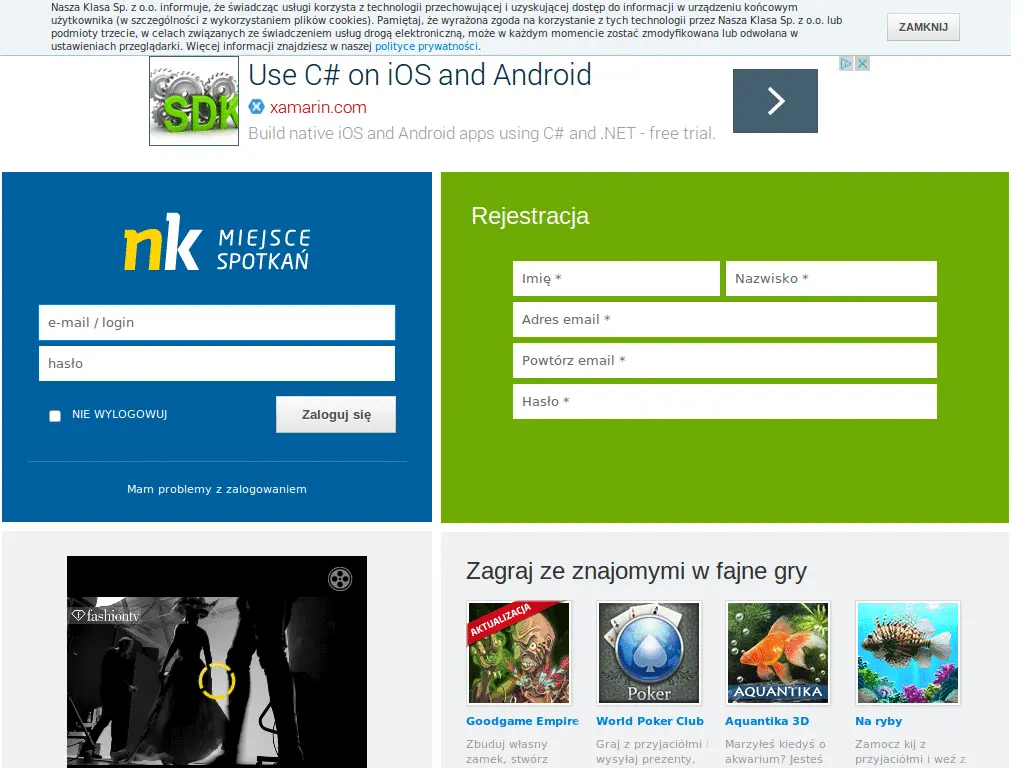 Nasza Klasa Sp. z o.o. informuje, że świadcząc usługi korzysta z technologii przechowującej i uzyskującej dostęp do informacji w urządzeniu końcowym
użytkownika (w szczególności z wykorzystaniem plików cookies). Pamiętaj, że wyrażona zgoda na korzystanie z tych technologii przez Nasza Klasa Sp. z o.o. lub
podmioty trzecie, w celach związanych ze świadczeniem usług drogą elektroniczną, może w każdym momencie zostać zmodyfikowana lub odwołana w
ustawieniach przeglądarki. Więcej informacji znajdziesz w naszej polityce prywatności.
ZAMKNIJ
SDK
Use C# on iOS and Android
xamarin.com
Build native iOS and Android apps using C# and .NET - free trial.
nk MIEJSCE
SPOTKAŃ
e-mail / login
hasło
NIE WYLOGOWUJ
Zaloguj się
Mam problemy z zalogowaniem
Rejestracja
Imię *
Nazwisko *
Adres email *
Powtórz email *
Hasło *
fashiontv
Zagraj ze znajomymi w fajne gry
AKTUALIZACJA
Poker
AQUANTIKA
Goodgame Empire
World Poker Club
Aquantika 3D
Na ryby
Zbuduj własny
zamek, stwórz
Graj z przyjaciółmi i
wysyłaj prezenty,
Marzyłeś kiedyś o
akwarium? Jesteś
Zamocz kij z
przyjaciółmi i weź z